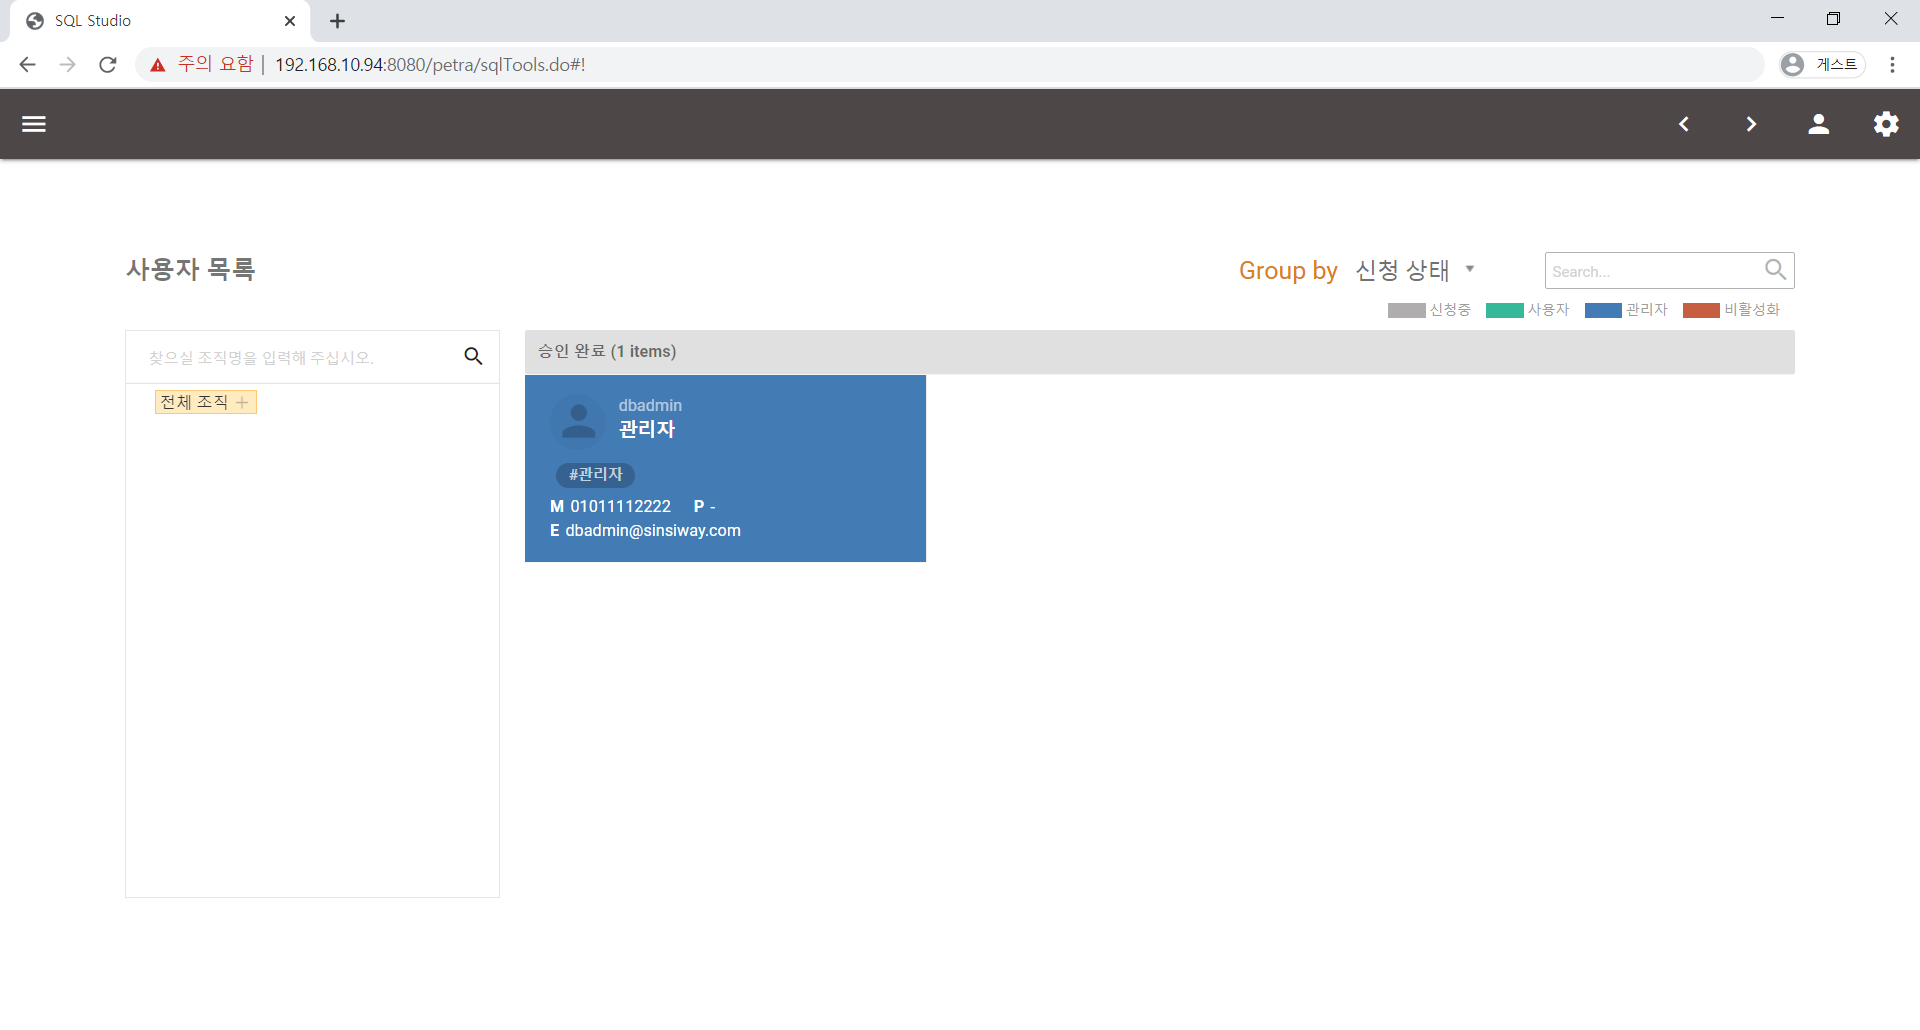 SQL Studio
주의 요함 | 192.168.10.94:8080/petra/sqlTools.do#!
게스트
사용자 목록
Group by 신청 상태
Search...
신청중 사용자 관리자 비활성화
찾으실 조직명을 입력해 주십시오.
전체 조직 +
승인 완료 (1 items)
dbadmin
관리자
#관리자
M 01011112222 P -
E dbadmin@sinsiway.com